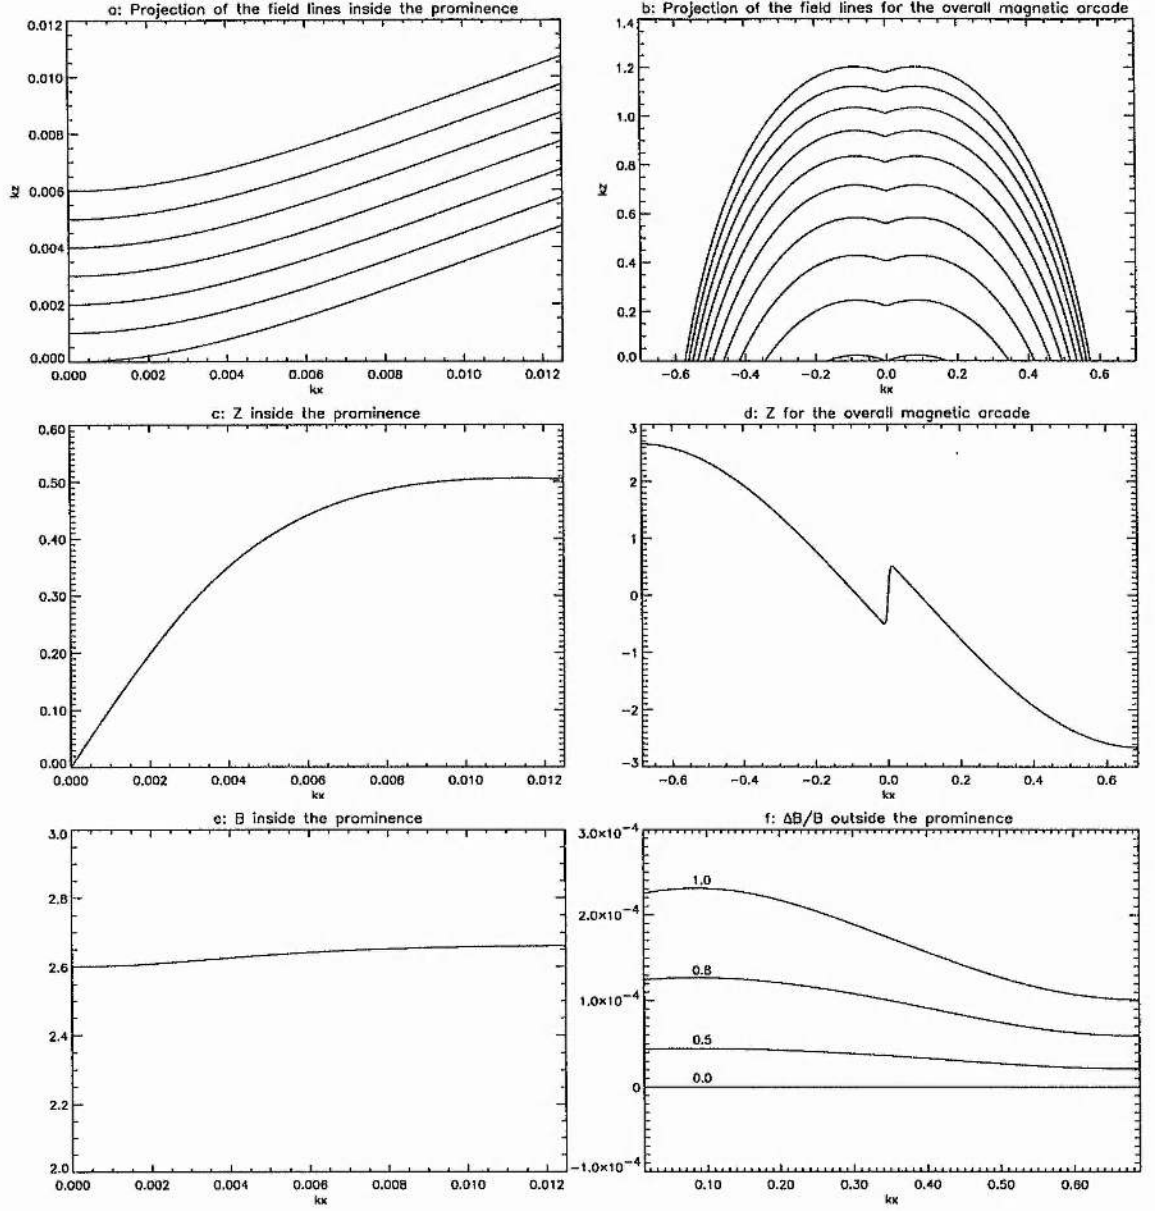 a: Projection of the field lines inside the prominence
0.012
0.010
0.008
0.006
0.004
0.002
0.000
kz
0.000 0.002 0.004 0.006 0.008 0.010 0.012
kx
b: Projection of the field lines for the overall magnetic arcade
1.4
1.2
1.0
0.8
0.6
0.4
0.2
0.0
kz
−0.6 −0.4 −0.2 0.0 0.2 0.4 0.6
kx
c: Z inside the prominence
0.60
0.50
0.40
0.30
0.20
0.10
0.00
0.000 0.002 0.004 0.006 0.008 0.010 0.012
kx
d: Z for the overall magnetic arcade
3
2
1
0
−1
−2
−3
−0.6 −0.4 −0.2 0.0 0.2 0.4 0.6
kx
e: B inside the prominence
3.0
2.8
2.6
2.4
2.2
2.0
0.000 0.002 0.004 0.006 0.008 0.010 0.012
kx
f: ΔB/B outside the prominence
3.0×10⁻⁴
2.0×10⁻⁴
1.0×10⁻⁴
0
−1.0×10⁻⁴
1.0
0.8
0.5
0.0
0.10 0.20 0.30 0.40 0.50 0.60
kx